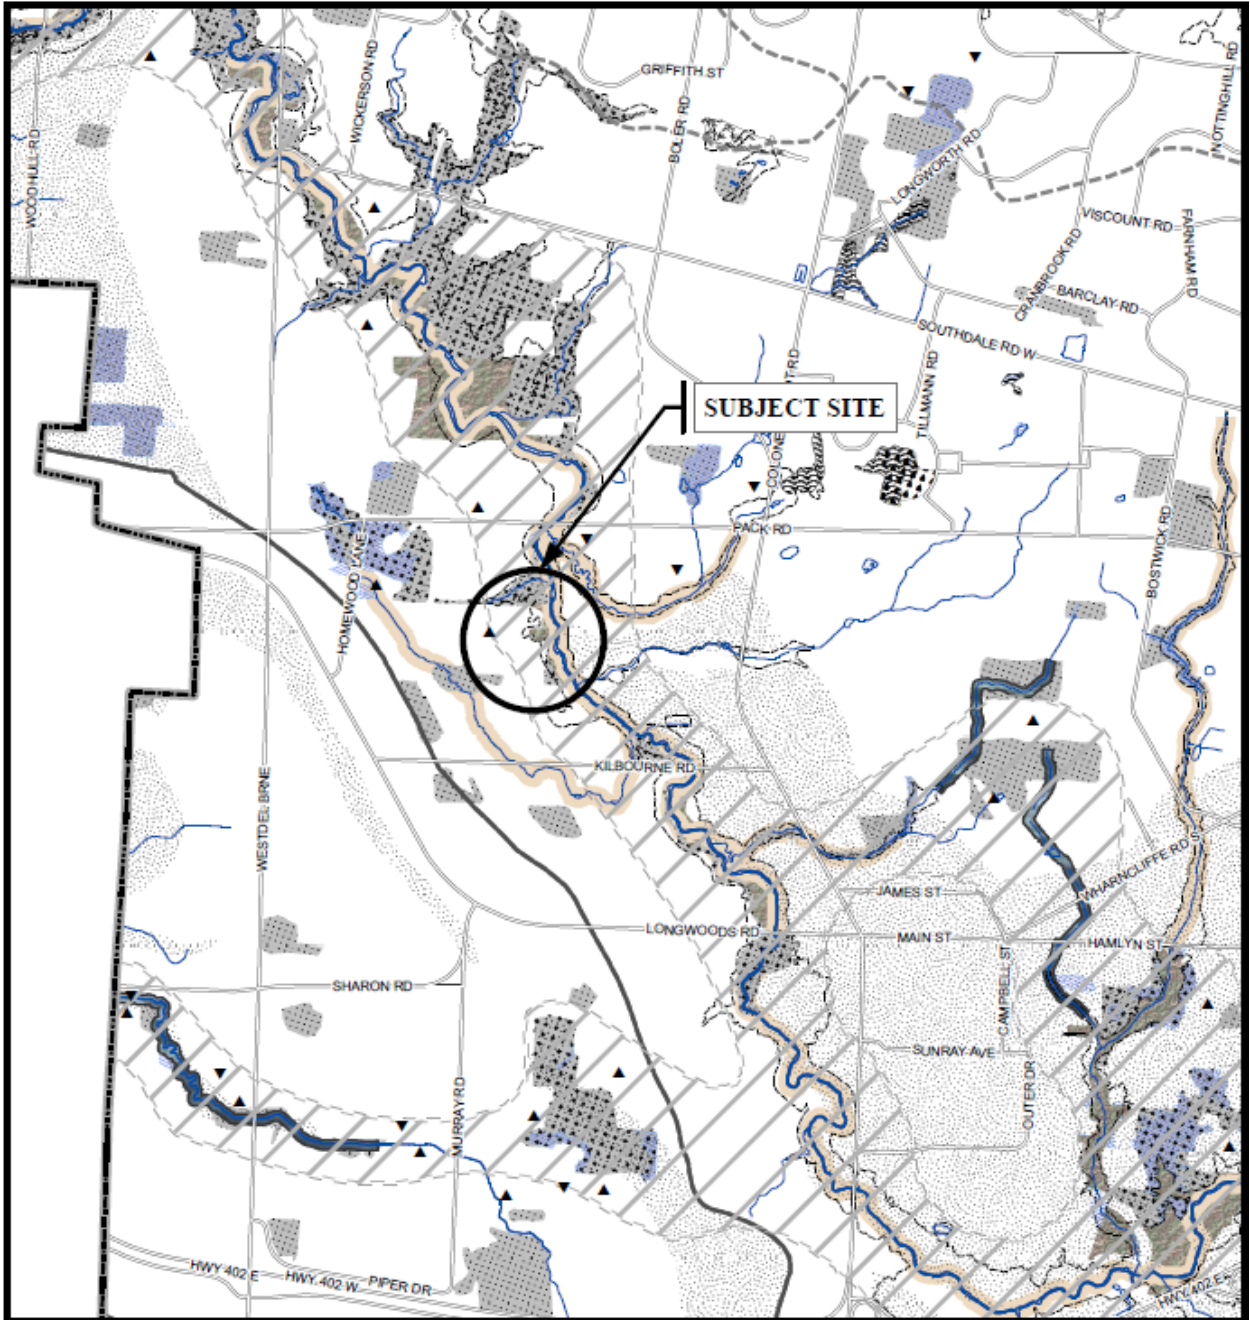 GRIFFITH ST
WICKERSON RD
BOLER RD
NOTTINGHILL RD
WOODHULL RD
LONGWORTH RD
VISCOUNT RD
FARNHAM RD
CRANBROOK RD
BARCLAY RD
SOUTHDALE RD W
TILLMANN RD
SUBJECT SITE
PACK RD
BOSTWICK RD
HOMEWOOD LANE
KILBOURNE RD
WESTDEL BRNE
WHARNCLIFFE RD S
JAMES ST
LONGWOODS RD
MAIN ST
HAMLYN ST
CAMPBELL ST
SHARON RD
SUNRAY AVE
OUTER DR
MURRAY RD
HWY 402 E
HWY 402 W
PIPER DR
HWY 402 E